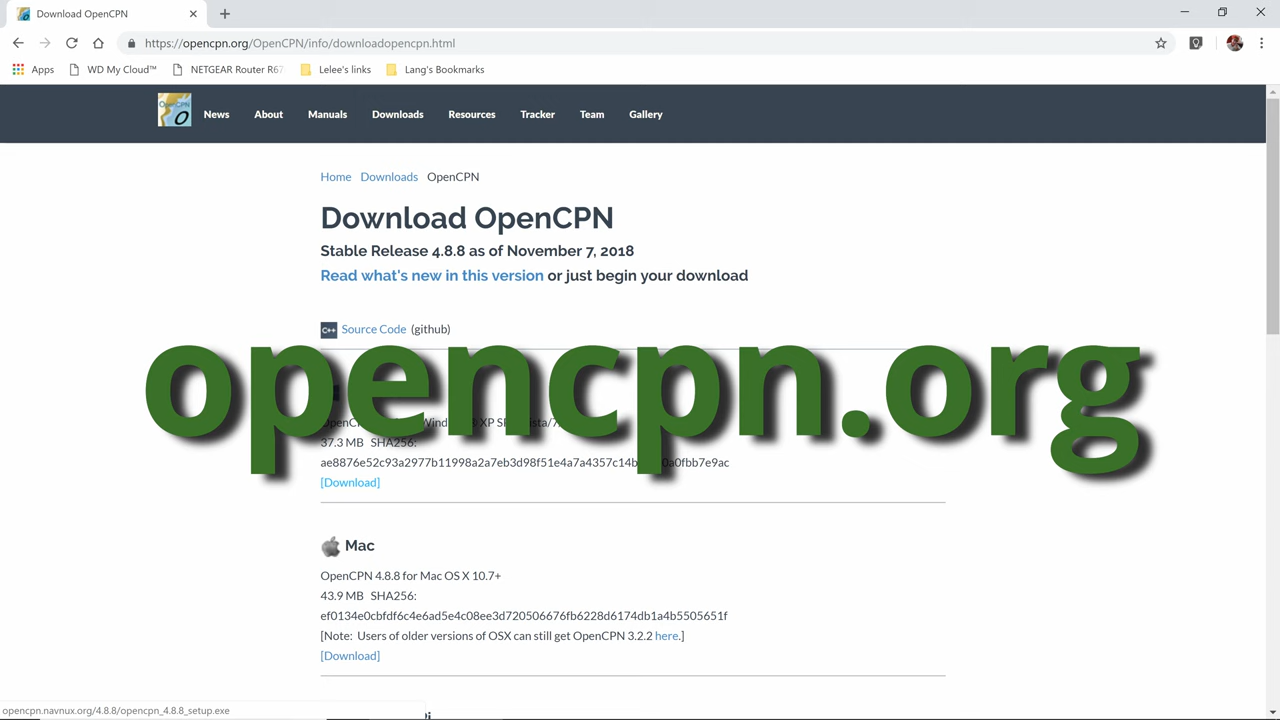 Download OpenCPN
https://opencpn.org/OpenCPN/info/downloadopencpn.html
Apps WD My Cloud™ NETGEAR Router R67 Lelee's links Lang's Bookmarks
OpenCPN
News About Manuals Downloads Resources Tracker Team Gallery
Home Downloads OpenCPN
Download OpenCPN
Stable Release 4.8.8 as of November 7, 2018
Read what's new in this version or just begin your download
C++ Source Code (github)
opencpn.org
XP
37.3 MB SHA256:
[Download]
Mac
OpenCPN 4.8.8 for Mac OS X 10.7+
43.9 MB SHA256:
ef0134e0cbfdf6c4e6ad5e4c08ee3d720506676fb6228d6174db1a4b5505651f
[Note: Users of older versions of OSX can still get OpenCPN 3.2.2 here.]
[Download]
opencpn.navnux.org/4.8.8/opencpn_4.8.8_setup.exe